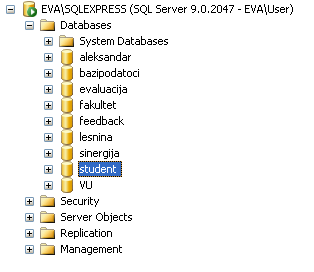 EVA\SQLEXPRESS (SQL Server 9.0.2047 - EVA\User)
Databases
System Databases
aleksandar
bazipodatoci
evaluacija
fakultet
feedback
lesnina
sinergija
student
VU
Security
Server Objects
Replication
Management